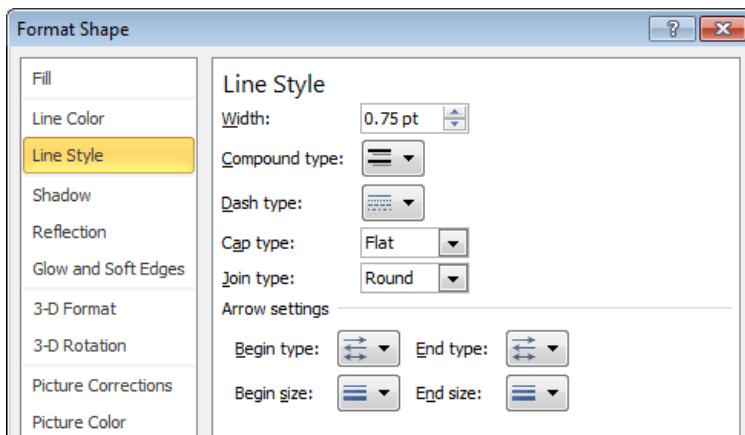 Format Shape
Fill
Line Color
Line Style
Shadow
Reflection
Glow and Soft Edges
3-D Format
3-D Rotation
Picture Corrections
Picture Color
Line Style
Width: 0.75 pt
Compound type:
Dash type:
Cap type: Flat
Join type: Round
Arrow settings
Begin type: End type:
Begin size: End size: